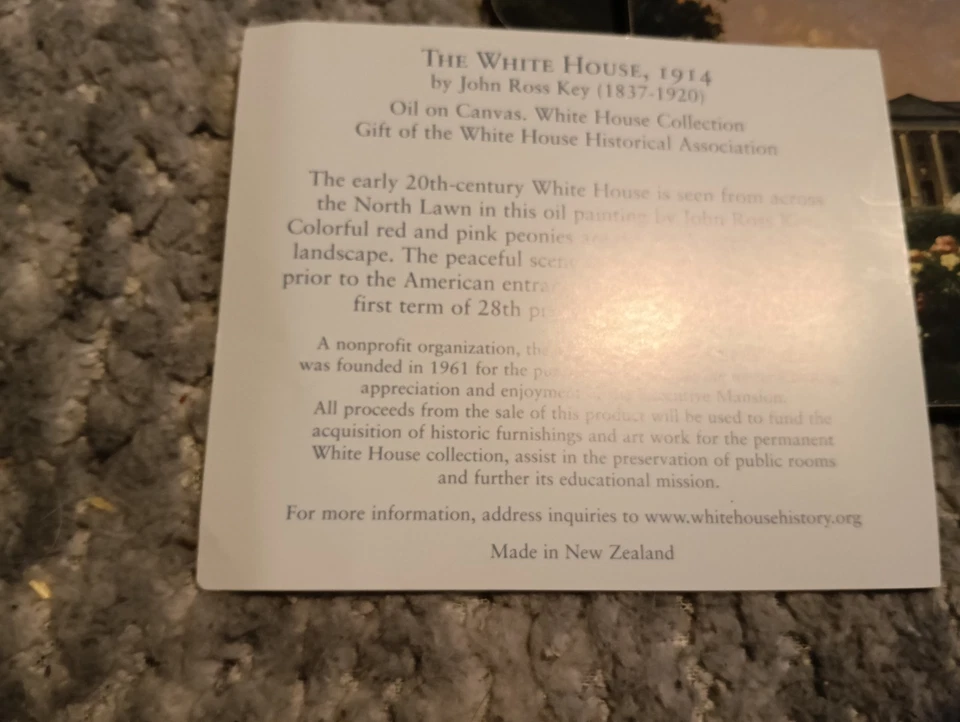 THE WHITE HOUSE, 1914
by John Ross Key (1837-1920)
Oil on Canvas. White House Collection
Gift of the White House Historical Association
The early 20th-century White House is seen from across
the North Lawn in this oil painting by John Ross
Colorful red and pink peonies are
landscape. The peaceful
prior to the American
first term of 28th
A nonprofit organization, the
was founded in 1961 for the
appreciation and enjoyment Executive Mansion.
All proceeds from the sale of this product will be used to fund the
acquisition of historic furnishings and art work for the permanent
White House collection, assist in the preservation of public rooms
and further its educational mission.
For more information, address inquiries to www.whitehousehistory.org
Made in New Zealand